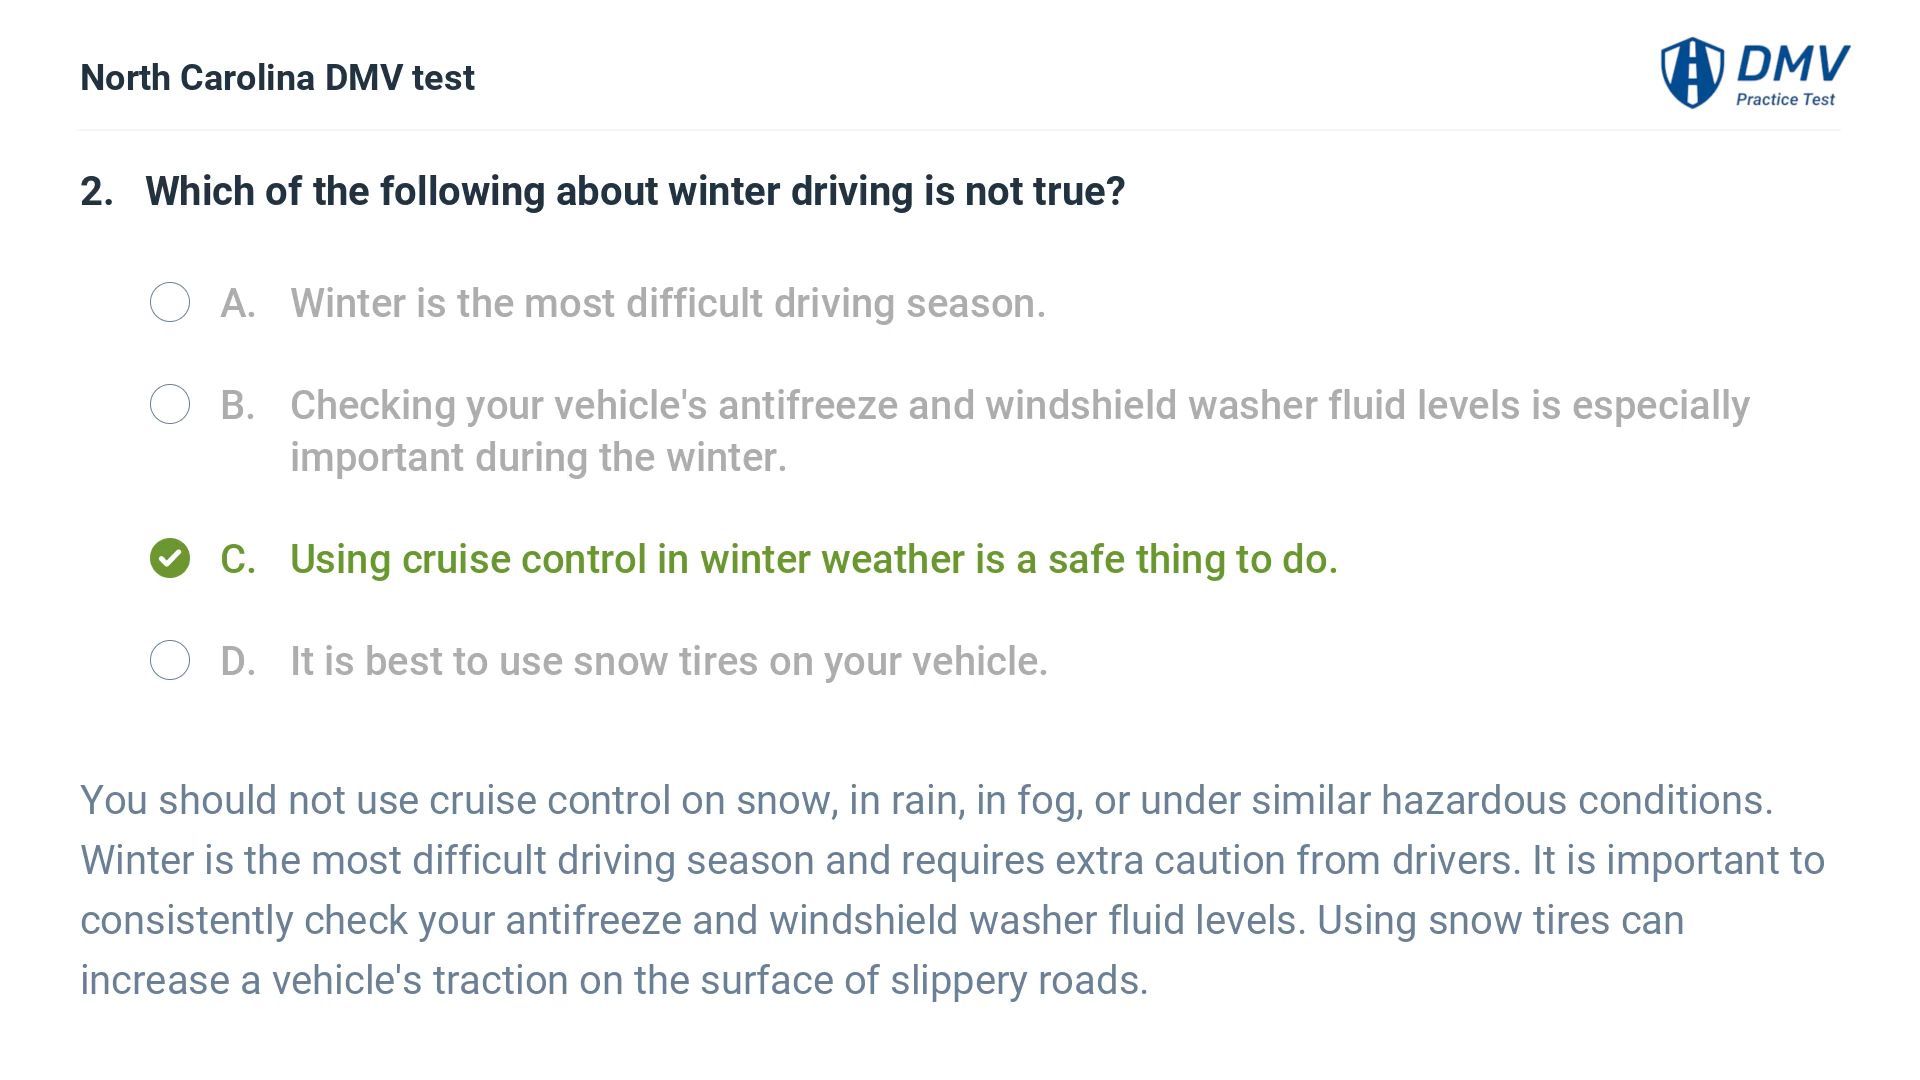 North Carolina DMV test
DMV
Practice Test
2. Which of the following about winter driving is not true?
A. Winter is the most difficult driving season.
B. Checking your vehicle's antifreeze and windshield washer fluid levels is especially
important during the winter.
C. Using cruise control in winter weather is a safe thing to do.
D. It is best to use snow tires on your vehicle.
You should not use cruise control on snow, in rain, in fog, or under similar hazardous conditions.
Winter is the most difficult driving season and requires extra caution from drivers. It is important to
consistently check your antifreeze and windshield washer fluid levels. Using snow tires can
increase a vehicle's traction on the surface of slippery roads.